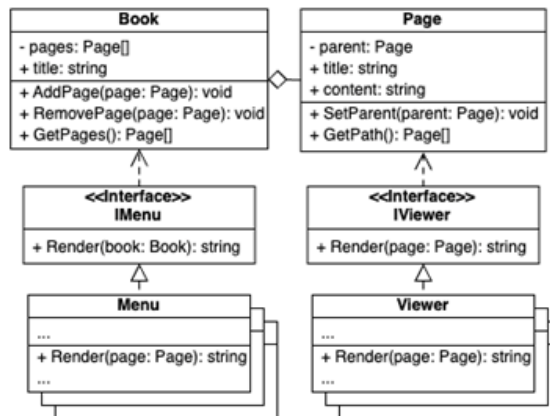 Book
- pages: Page[]
+ title: string
+ AddPage(page: Page): void
+ RemovePage(page: Page): void
+ GetPages(): Page[]
Page
- parent: Page
+ title: string
+ content: string
+ SetParent(parent: Page): void
+ GetPath(): Page[]
<<Interface>>
IMenu
+ Render(book: Book): string
<<Interface>>
IViewer
+ Render(page: Page): string
Menu
...
+ Render(page: Page): string
...
Viewer
...
+ Render(page: Page): string
...